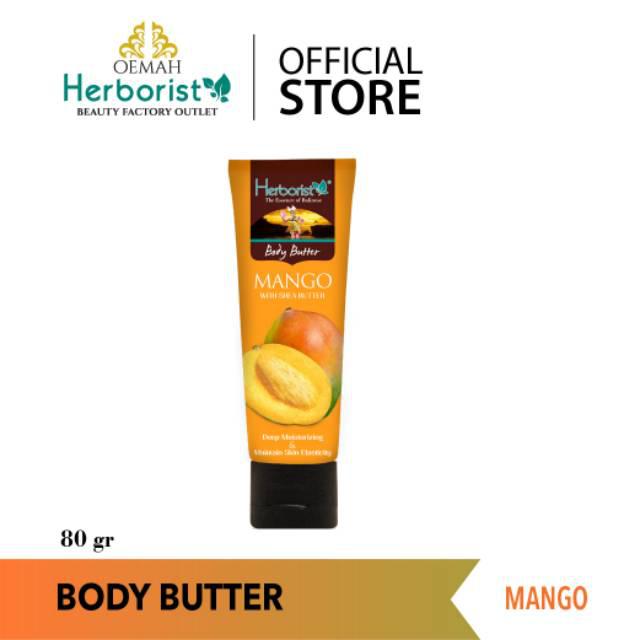 OEMAH
Herborist
BEAUTY FACTORY OUTLET
OFFICIAL
STORE
Herborist®
The Essence of Balinese
Body Butter
MANGO
WITH SHEA BUTTER
Deep Moisturizing
&
Maintain Skin Elasticity
80 gr
BODY BUTTER
MANGO